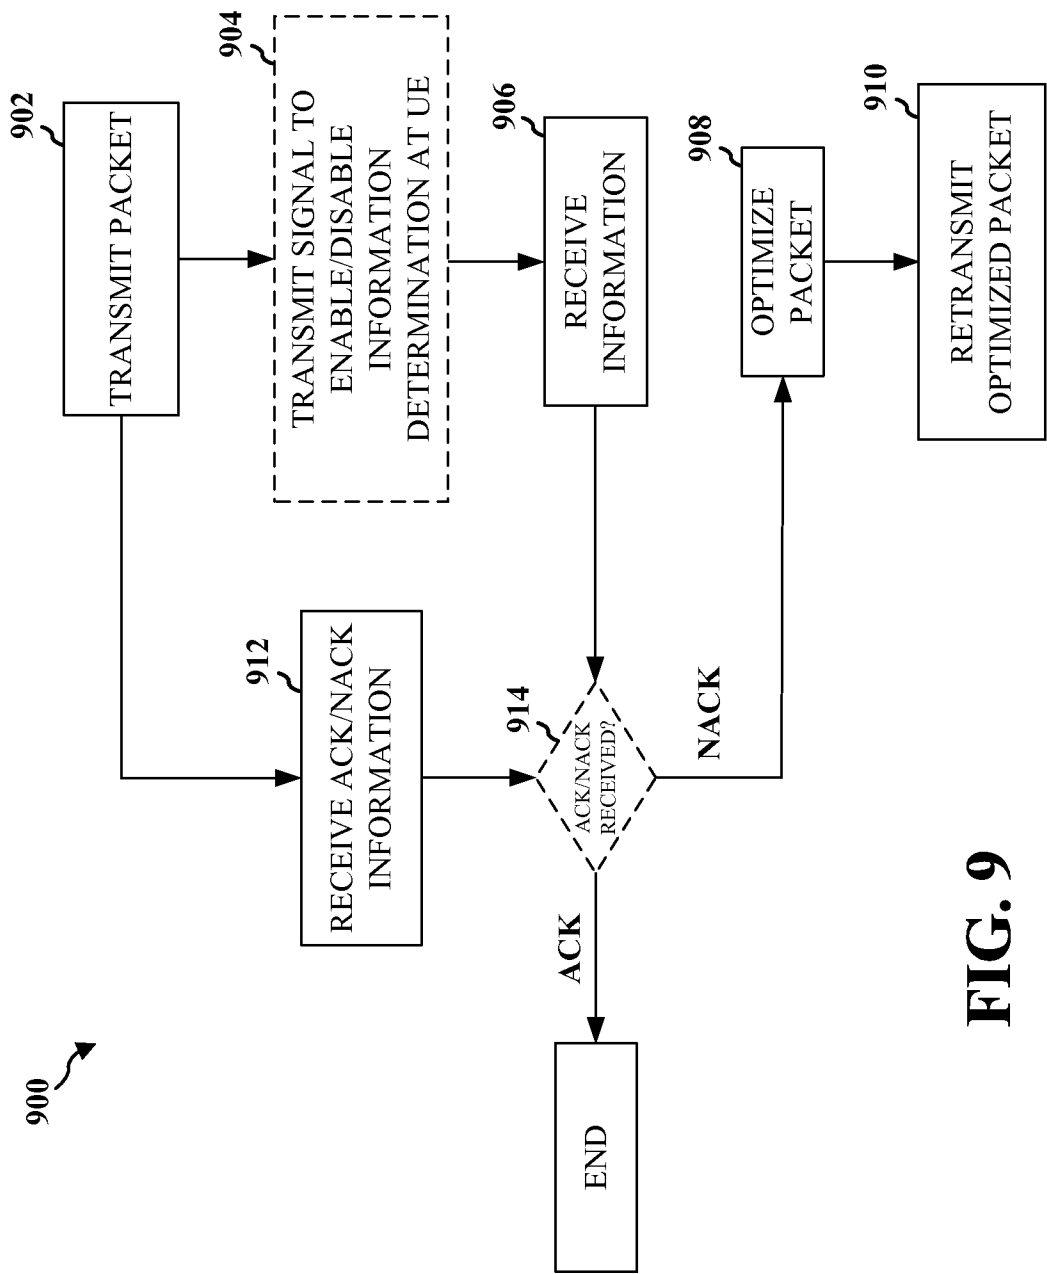 900
902
TRANSMIT PACKET
904
TRANSMIT SIGNAL TO
ENABLE/DISABLE
INFORMATION
DETERMINATION AT UE
912
RECEIVE ACK/NACK
INFORMATION
906
RECEIVE
INFORMATION
914
ACK/NACK
RECEIVED?
ACK
END
NACK
908
OPTIMIZE
PACKET
910
RETRANSMIT
OPTIMIZED PACKET
FIG. 9